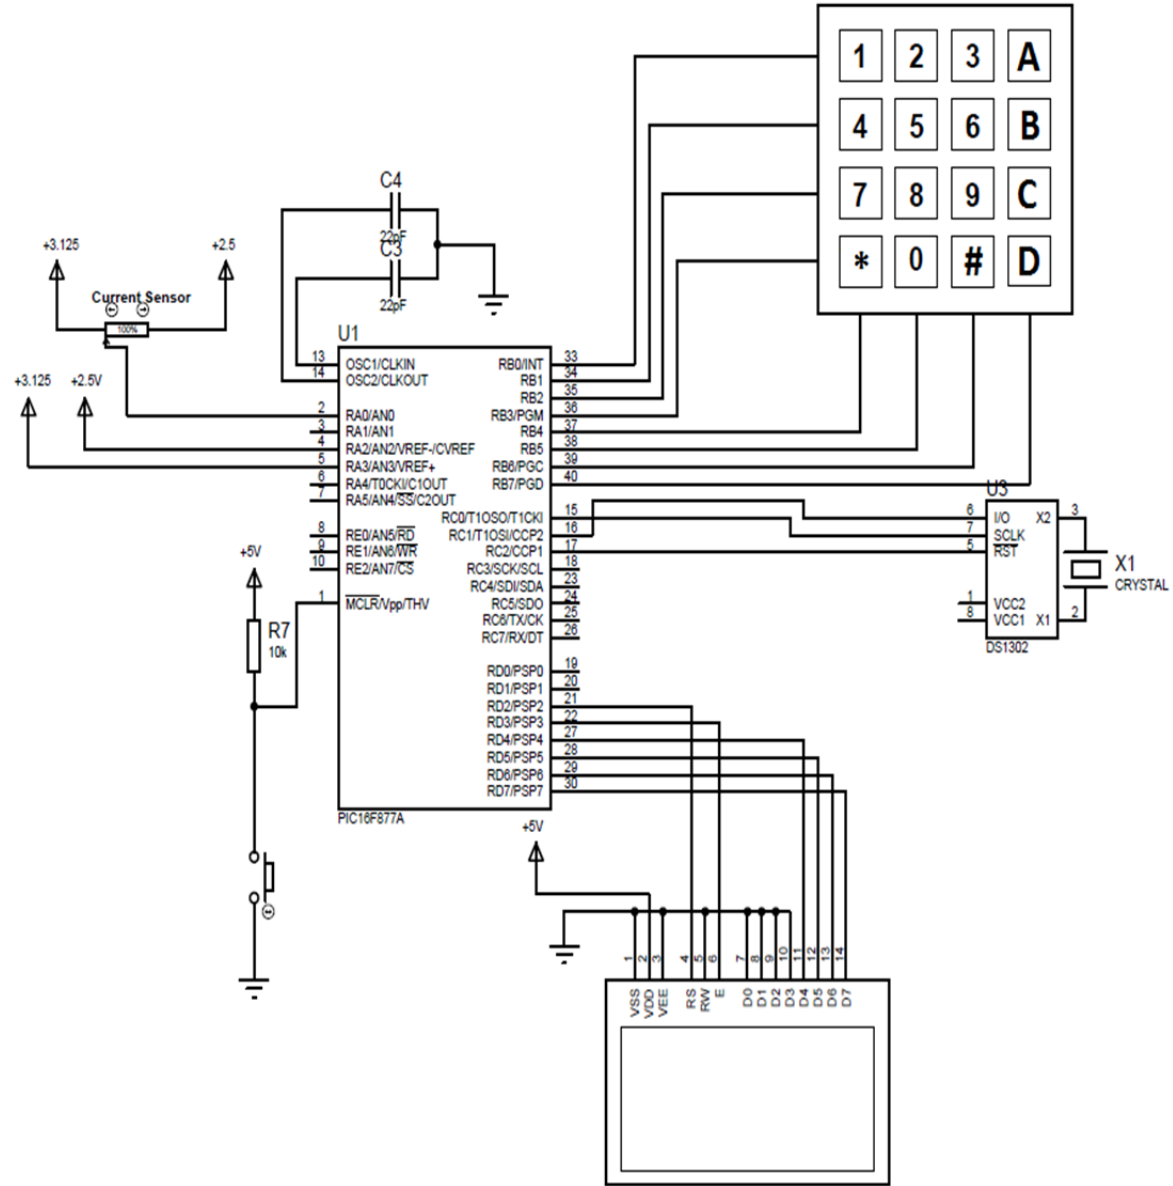 1 2 3 A
4 5 6 B
7 8 9 C
* 0 # D
C4
22pF
C3
22pF
+3.125
+2.5
Current Sensor
100%
+3.125
+2.5V
U1
13 OSC1/CLKIN
14 OSC2/CLKOUT
2 RA0/AN0
3 RA1/AN1
4 RA2/AN2/VREF-/CVREF
5 RA3/AN3/VREF+
6 RA4/T0CKI/C1OUT
7 RA5/AN4/SS/C2OUT
8 RE0/AN5/RD
9 RE1/AN6/WR
10 RE2/AN7/CS
1 MCLR/Vpp/THV
RB0/INT 33
RB1 34
RB2 35
RB3/PGM 36
RB4 37
RB5 38
RB6/PGC 39
RB7/PGD 40
RC0/T1OSO/T1CKI 15
RC1/T1OSI/CCP2 16
RC2/CCP1 17
RC3/SCK/SCL 18
RC4/SDI/SDA 23
RC5/SDO 24
RC6/TX/CK 25
RC7/RX/DT 26
RD0/PSP0 19
RD1/PSP1 20
RD2/PSP2 21
RD3/PSP3 22
RD4/PSP4 27
RD5/PSP5 28
RD6/PSP6 29
RD7/PSP7 30
PIC16F877A
U3
6 I/O X2 3
7 SCLK
5 RST
1 VCC2
8 VCC1 X1 2
DS1302
X1
CRYSTAL
+5V
R7
10k
+5V
1 2 3 4 5 6 7 8 9 10 11 12 13 14
VSS VDD VEE RS RW E D0 D1 D2 D3 D4 D5 D6 D7